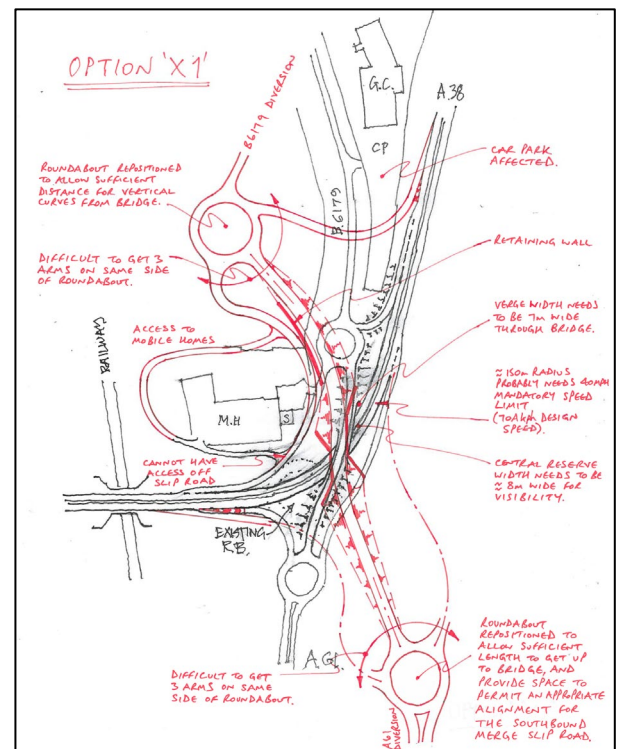 OPTION 'X1'
B6179 DIVERSION
G.C.
A.38
CP
CAR PARK
AFFECTED.
ROUNDABOUT REPOSITIONED
TO ALLOW SUFFICIENT
DISTANCE FOR VERTICAL
CURVES FROM BRIDGE.
B6179
RETAINING WALL
DIFFICULT TO GET 3
ARMS ON SAME SIDE
OF ROUNDABOUT.
VERGE WIDTH NEEDS
TO BE 7M WIDE
THROUGH BRIDGE.
ACCESS TO
MOBILE HOMES
RAILWAY
≈ 150M RADIUS
PROBABLY NEEDS 40MPH
MANDATORY SPEED
LIMIT
(70Akph DESIGN
SPEED).
M.H
S
CANNOT HAVE
ACCESS OFF
SLIP ROAD
CENTRAL RESERVE
WIDTH NEEDS TO BE
≈ 8M WIDE FOR
VISIBILITY.
EXISTING
R.B.
A.G.
DIFFICULT TO GET
3 ARMS ON SAME
SIDE OF ROUNDABOUT.
ROUNDABOUT
REPOSITIONED TO
ALLOW SUFFICIENT
LENGTH TO GET UP
TO BRIDGE, AND
PROVIDE SPACE TO
PERMIT AN APPROPRIATE
ALIGNMENT FOR
THE SOUTHBOUND
MERGE SLIP ROAD.
A61
DIVERSION